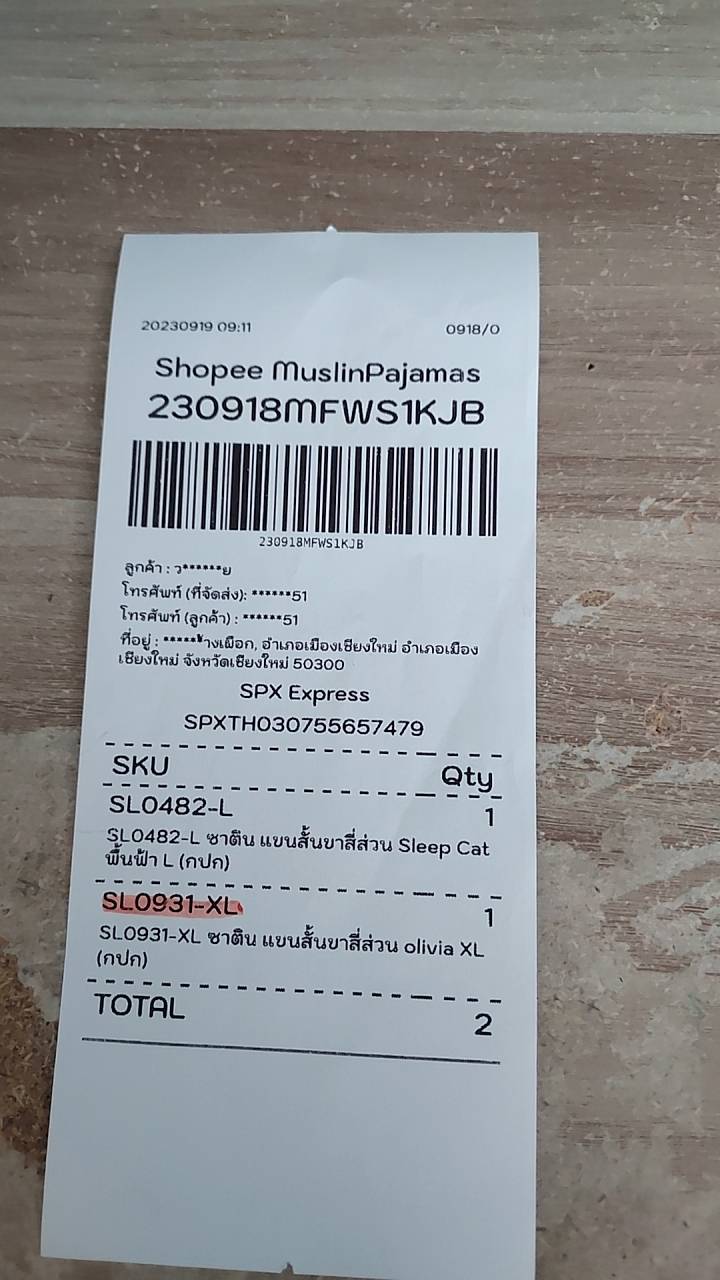 20230919 09:11 0918/0
Shopee MuslinPajamas
230918MFWS1KJB
230918MFWS1KJB
ลูกค้า : ว******ย
โทรศัพท์ (ที่จัดส่ง): ******51
โทรศัพท์ (ลูกค้า) : ******51
ที่อยู่ : ******้างเผือก, อำเภอเมืองเชียงใหม่ อำเภอเมือง
เชียงใหม่ จังหวัดเชียงใหม่ 50300
SPX Express
SPXTH030755657479
SKU Qty
SL0482-L 1
SL0482-L ซาติน แขนสั้นขาสี่ส่วน Sleep Cat
พื้นฟ้า L (กปก)
SL0931-XL 1
SL0931-XL ซาติน แขนสั้นขาสี่ส่วน olivia XL
(กปก)
TOTAL 2